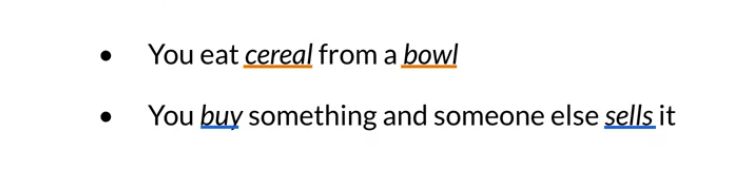 • You eat cereal from a bowl
• You buy something and someone else sells it